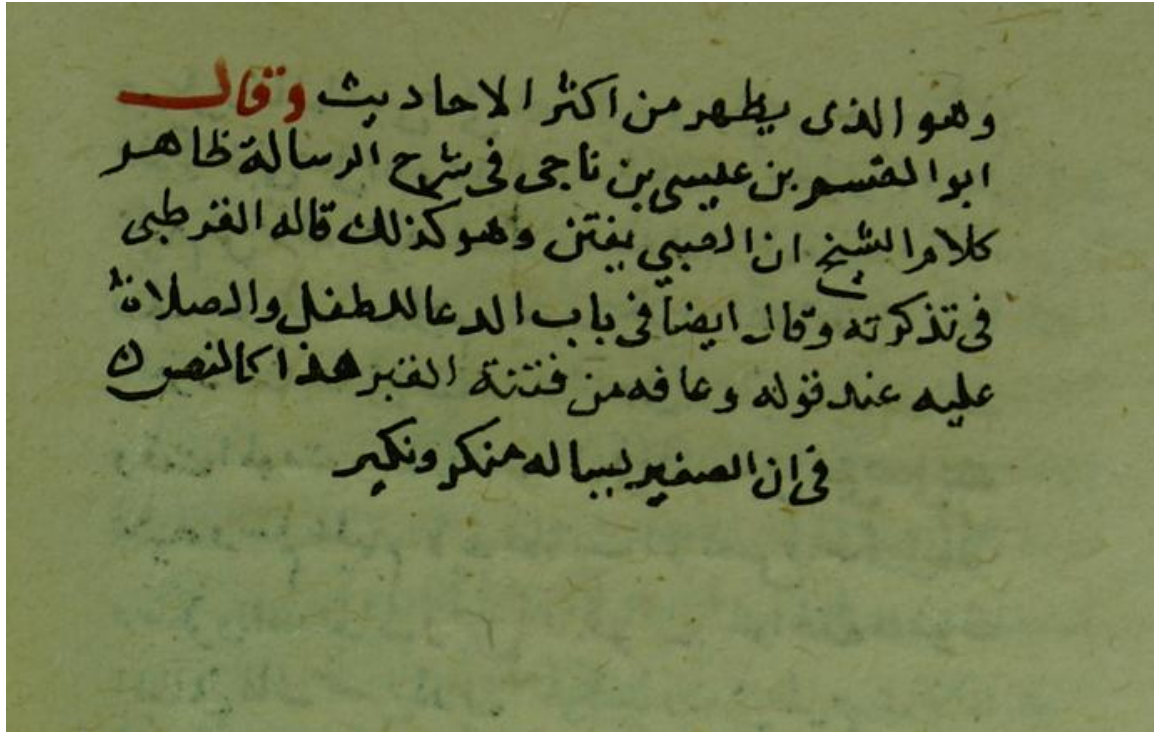 وهو الذى يظهر من اكثر الاحاديث وقال
ابو القسم بن عيسى بن ناجى فى شرح الرسالة ظاهر
كلام الشيخ ان الصبي يفتن وهو كذلك قاله القرطبى
فى تذكرته وقال ايضا فى باب الدعا للطفل والصلاة
عليه عند قوله وعافه من فتنة القبر هذا كالنصوص
فى ان الصغير يساله منكر ونكير